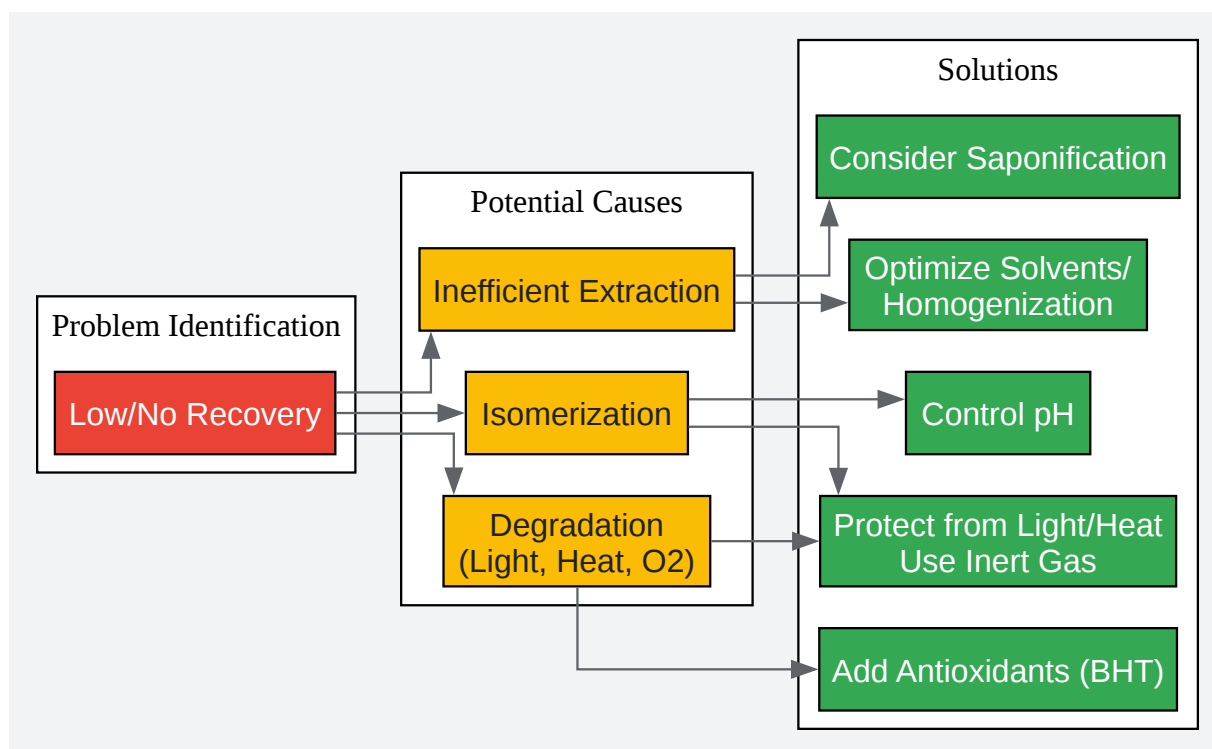 Problem Identification
Low/No Recovery
Potential Causes
Inefficient Extraction
Isomerization
Degradation
(Light, Heat, O2)
Solutions
Consider Saponification
Optimize Solvents/
Homogenization
Control pH
Protect from Light/Heat
Use Inert Gas
Add Antioxidants (BHT)